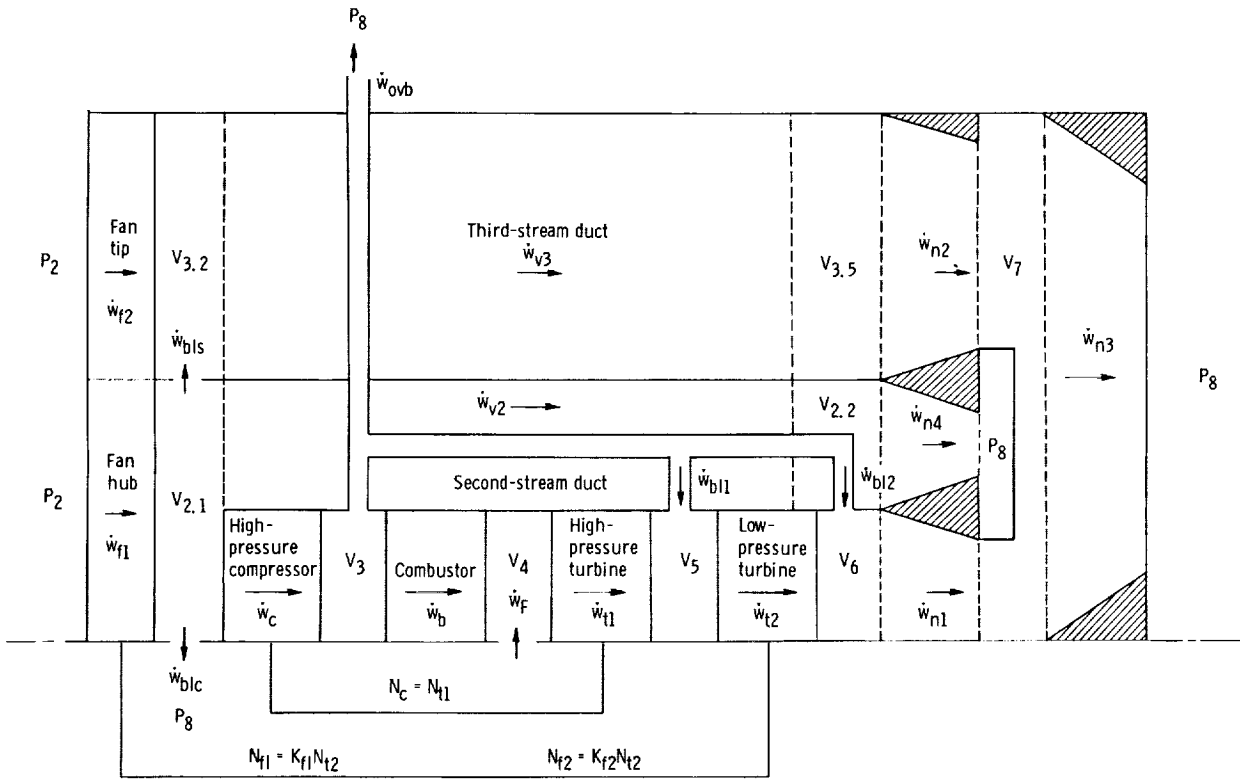 P8
ẇovb
Fan
tip
P2
ẇf2
V3.2
ẇbls
Third-stream duct
ẇv3
V3.5
ẇn2
V7
ẇn3
P8
ẇv2
V2.2
ẇn4
P8
Fan
hub
P2
ẇf1
V2.1
Second-stream duct
ẇbl1
ẇbl2
High-
pressure
compressor
ẇc
V3
Combustor
ẇb
V4
ẇF
High-
pressure
turbine
ẇt1
V5
Low-
pressure
turbine
ẇt2
V6
ẇn1
ẇblc
P8
Nc = Nt1
Nf1 = Kf1Nt2
Nf2 = Kf2Nt2